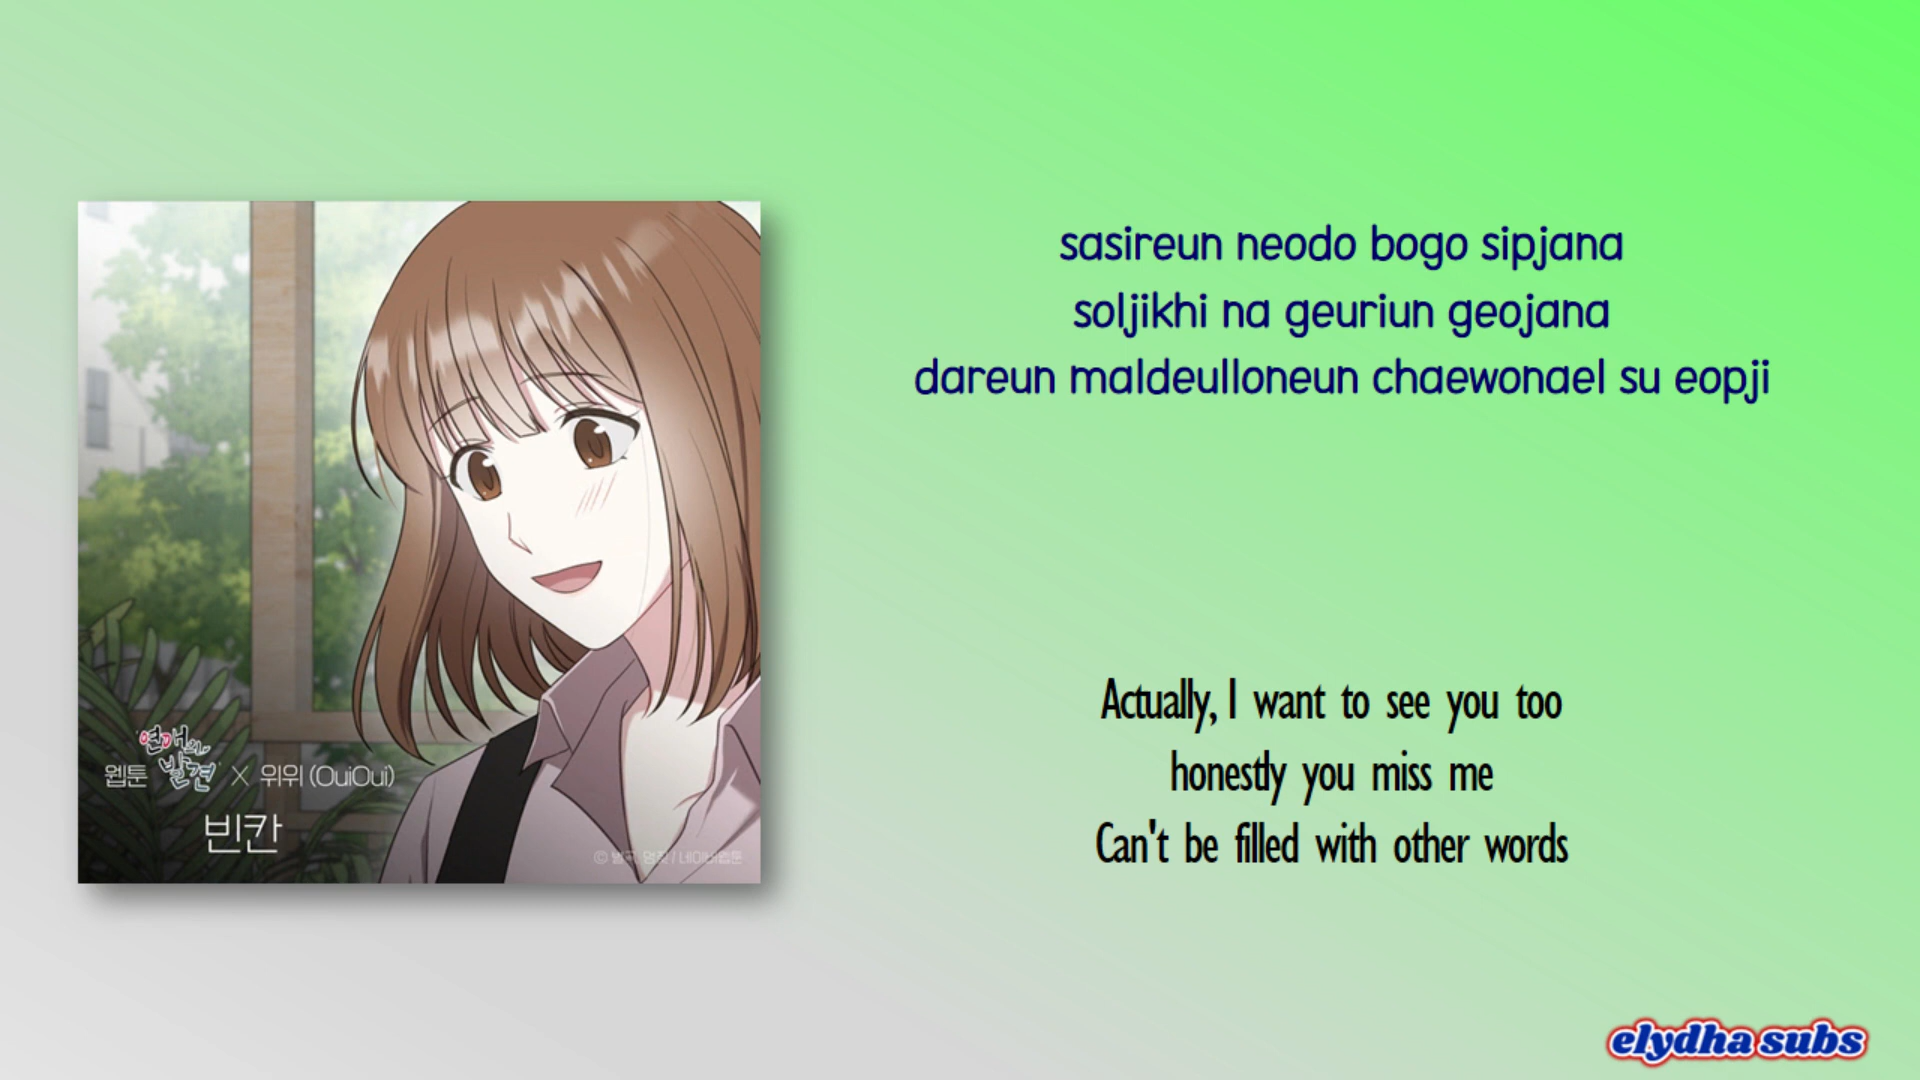 sasireun neodo bogo sipjana
soljikhi na geuriun geojana
dareun maldeulloneun chaewonael su eopji
Actually, I want to see you too
honestly you miss me
Can't be filled with other words
연애의
웹툰 발견 X 위위 (OuiOui)
빈칸
elydha subs